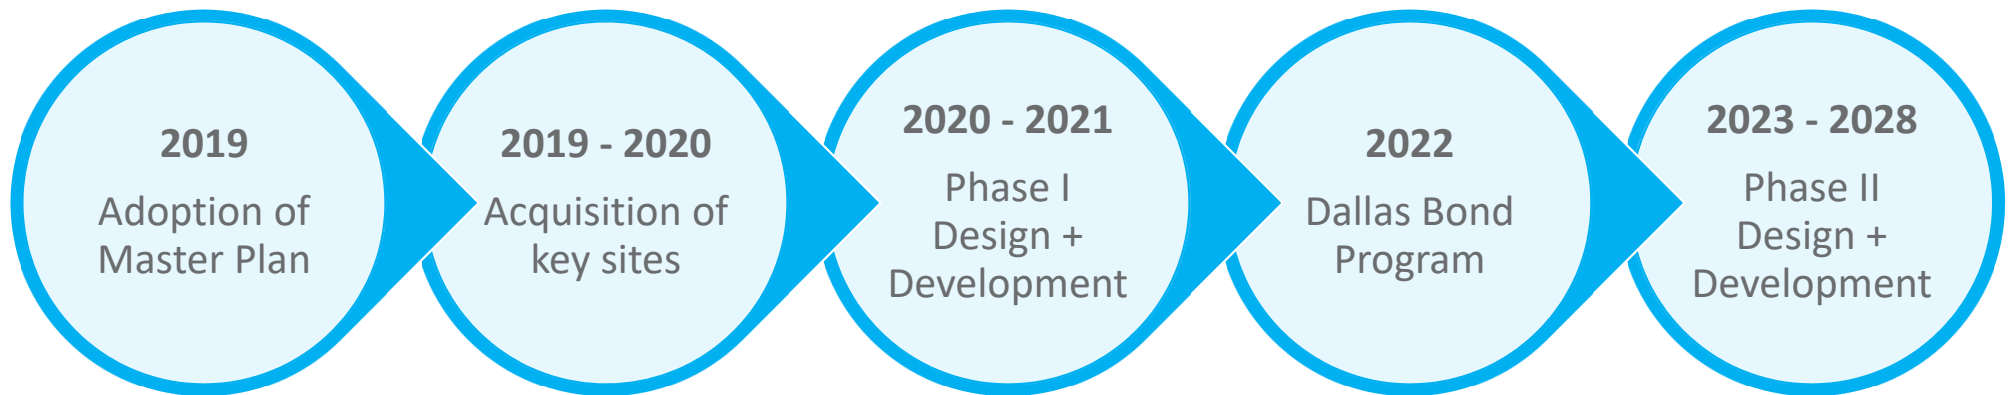 2019
Adoption of
Master Plan
2019 - 2020
Acquisition of
key sites
2020 - 2021
Phase I
Design +
Development
2022
Dallas Bond
Program
2023 - 2028
Phase II
Design +
Development